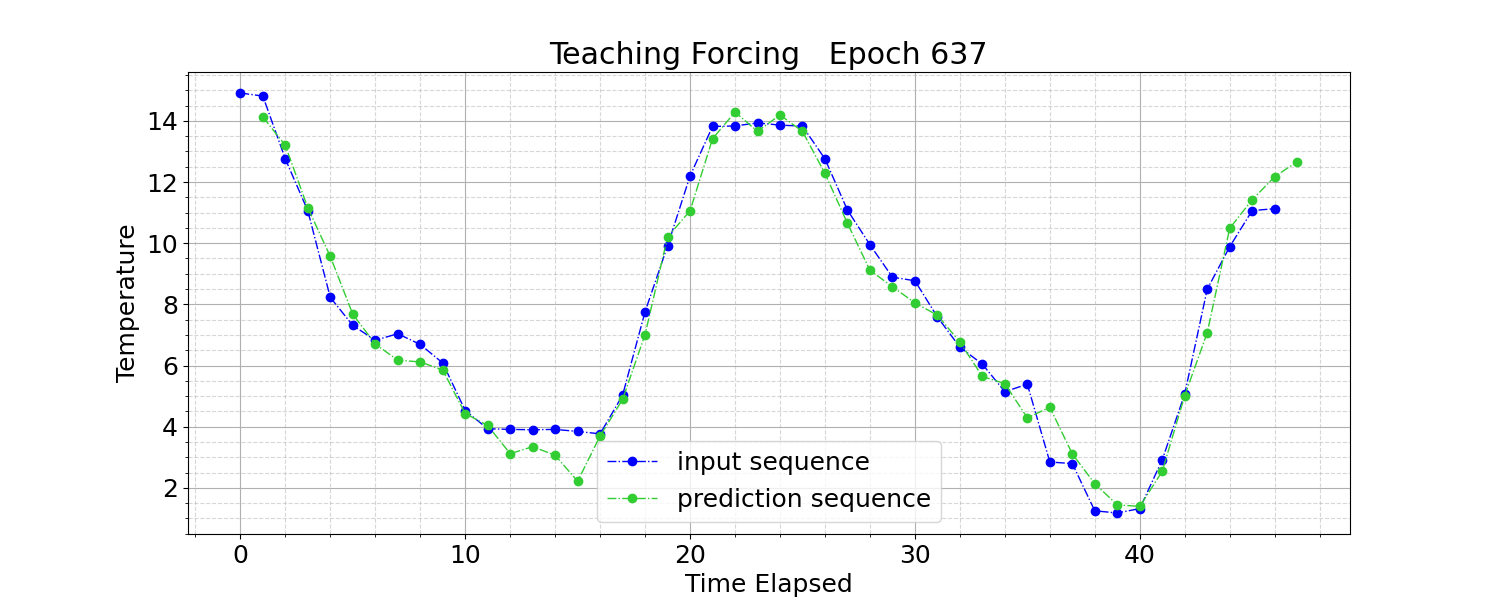 Teaching Forcing   Epoch 637
Temperature
14
12
10
8
6
4
2
input sequence
prediction sequence
0 10 20 30 40
Time Elapsed